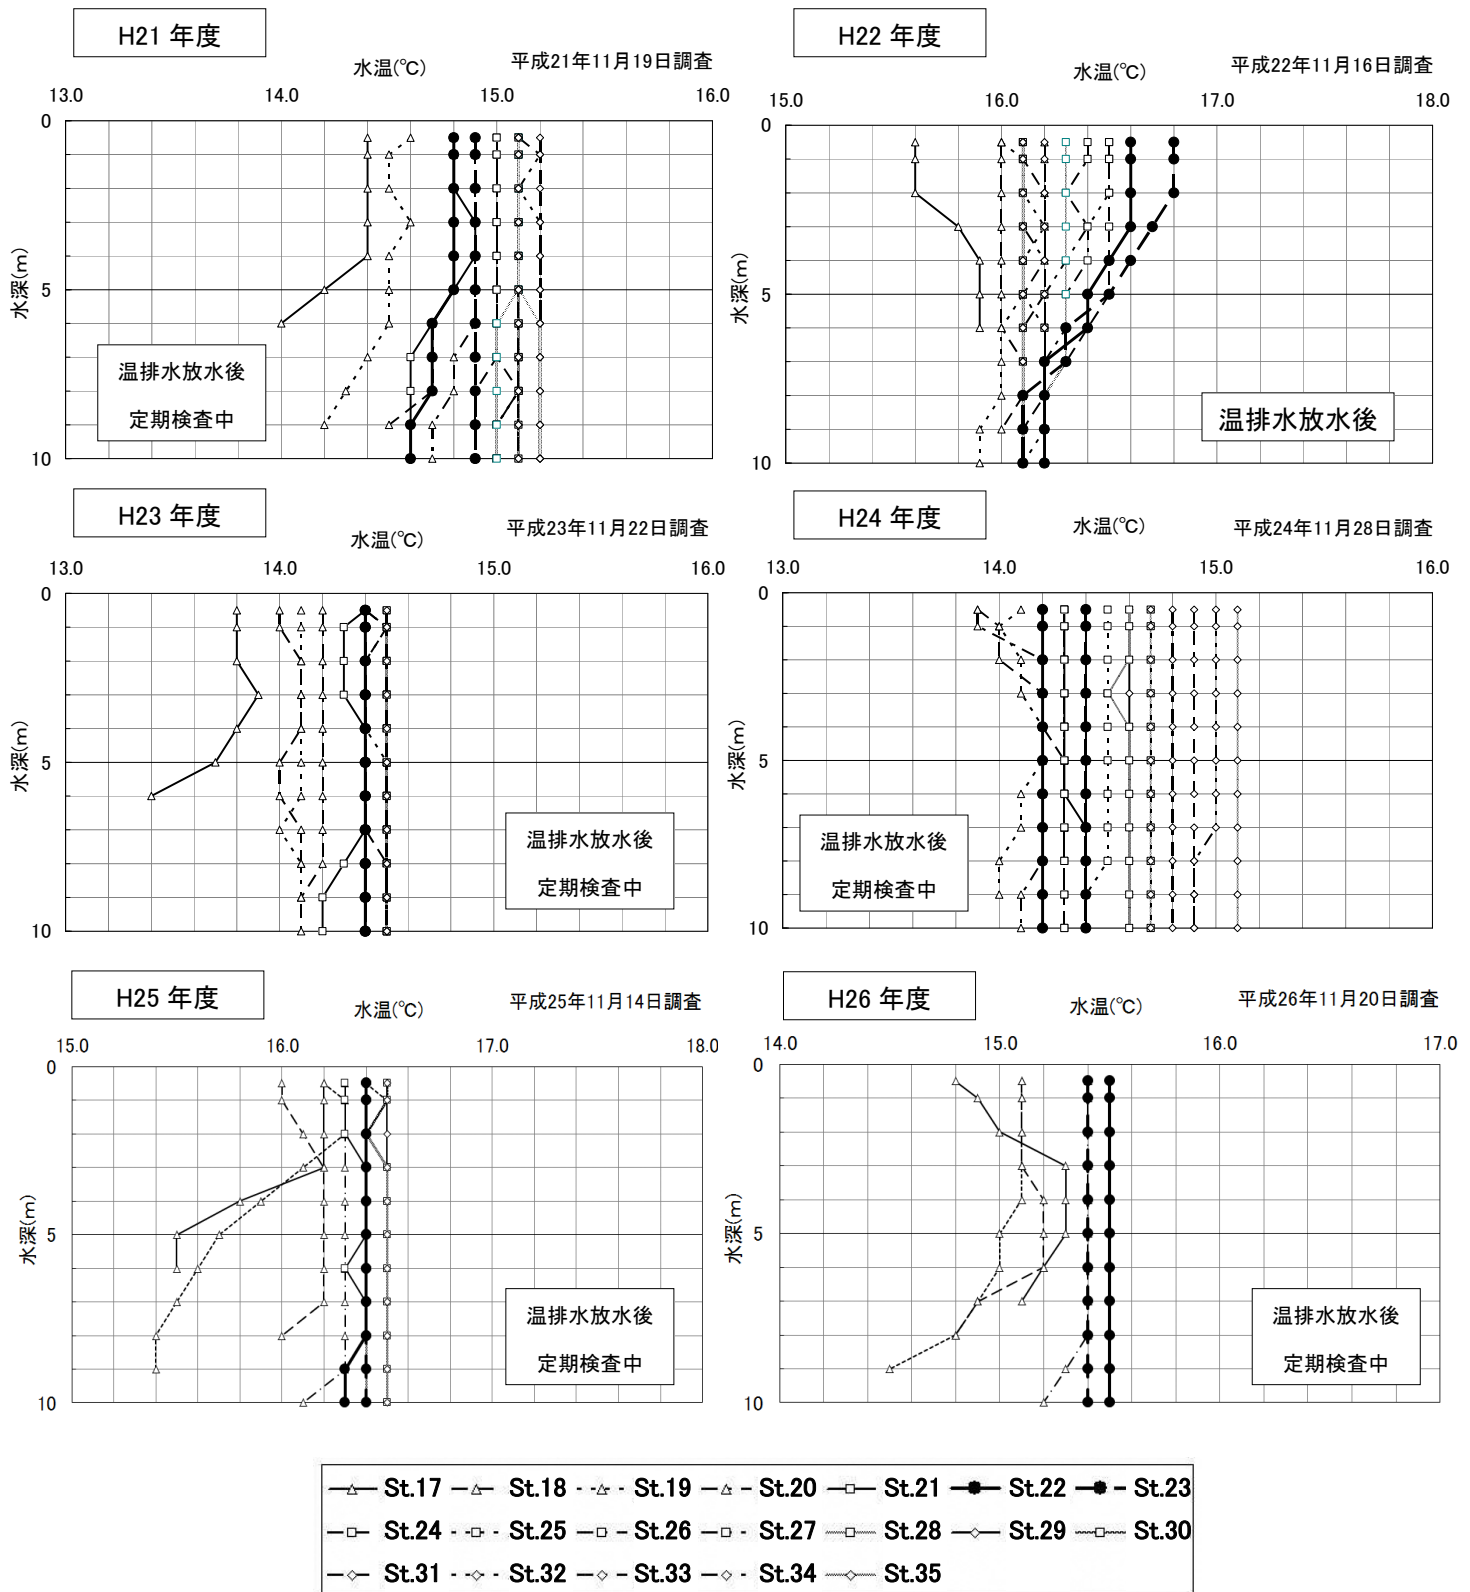 H21 年度
水温(℃)
平成21年11月19日調査
13.0 14.0 15.0 16.0
0
5
10
水深(m)
温排水放水後
定期検査中
H22 年度
水温(℃)
平成22年11月16日調査
15.0 16.0 17.0 18.0
0
5
10
水深(m)
温排水放水後
H23 年度
水温(℃)
平成23年11月22日調査
13.0 14.0 15.0 16.0
0
5
10
水深(m)
温排水放水後
定期検査中
H24 年度
水温(℃)
平成24年11月28日調査
13.0 14.0 15.0 16.0
0
5
10
水深(m)
温排水放水後
定期検査中
H25 年度
水温(℃)
平成25年11月14日調査
15.0 16.0 17.0 18.0
0
5
10
水深(m)
温排水放水後
定期検査中
H26 年度
水温(℃)
平成26年11月20日調査
14.0 15.0 16.0 17.0
0
5
10
水深(m)
温排水放水後
定期検査中
St.17 St.18 St.19 St.20 St.21 St.22 St.23
St.24 St.25 St.26 St.27 St.28 St.29 St.30
St.31 St.32 St.33 St.34 St.35